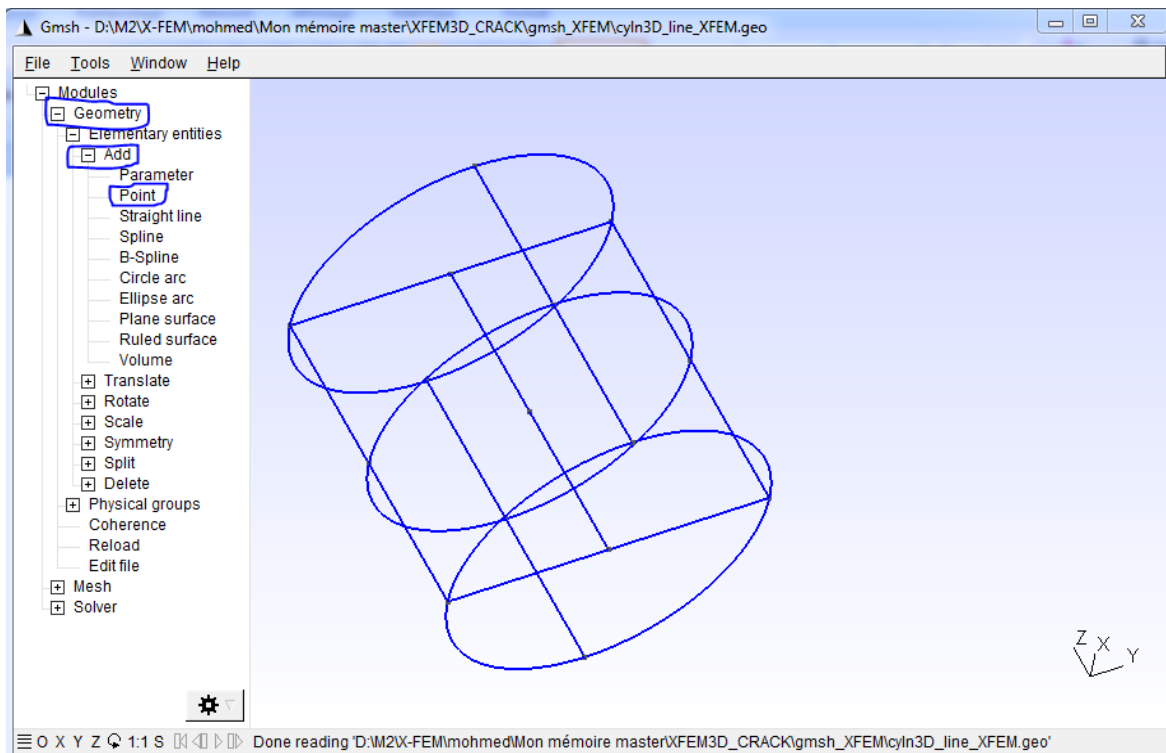 Gmsh - D:\M2\X-FEM\mohmed\Mon mémoire master\XFEM3D_CRACK\gmsh_XFEM\cyln3D_line_XFEM.geo
File Tools Window Help
Modules
Geometry
Elementary entities
Add
Parameter
Point
Straight line
Spline
B-Spline
Circle arc
Ellipse arc
Plane surface
Ruled surface
Volume
Translate
Rotate
Scale
Symmetry
Split
Delete
Physical groups
Coherence
Reload
Edit file
Mesh
Solver
Z X Y
O X Y Z 1:1 S Done reading 'D:\M2\X-FEM\mohmed\Mon mémoire master\XFEM3D_CRACK\gmsh_XFEM\cyln3D_line_XFEM.geo'